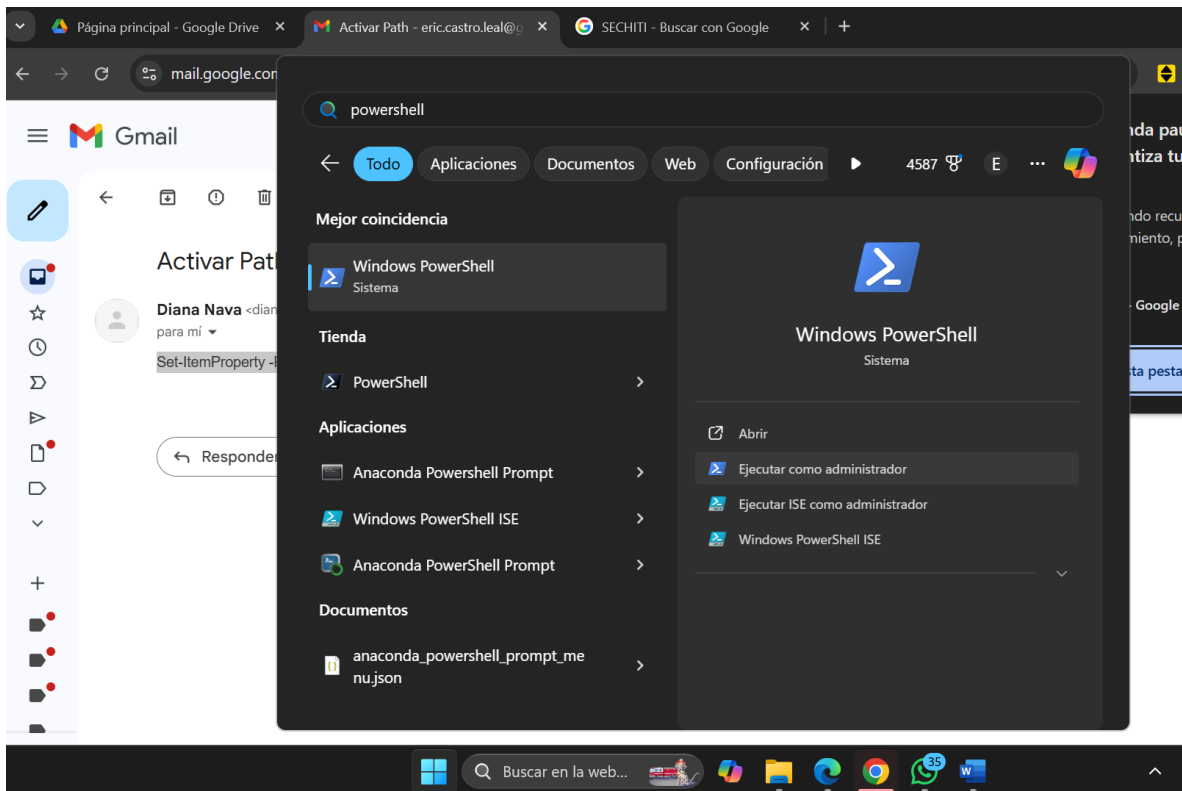 Página principal - Google Drive
Activar Path - eric.castro.leal@g
SECHITI - Buscar con Google
mail.google.con
powershell
Gmail
Todo Aplicaciones Documentos Web Configuración 4587 E
Activar Path
Diana Nava <dian
para mí
Set-ItemProperty -P
Responder
Mejor coincidencia
Windows PowerShell
Sistema
Tienda
PowerShell
Aplicaciones
Anaconda Powershell Prompt
Windows PowerShell ISE
Anaconda PowerShell Prompt
Documentos
anaconda_powershell_prompt_me
nu.json
Windows PowerShell
Sistema
Abrir
Ejecutar como administrador
Ejecutar ISE como administrador
Windows PowerShell ISE
nda pau
ntiza tu
ndo recu
miento, p
Google
sta pesta
Buscar en la web...
35